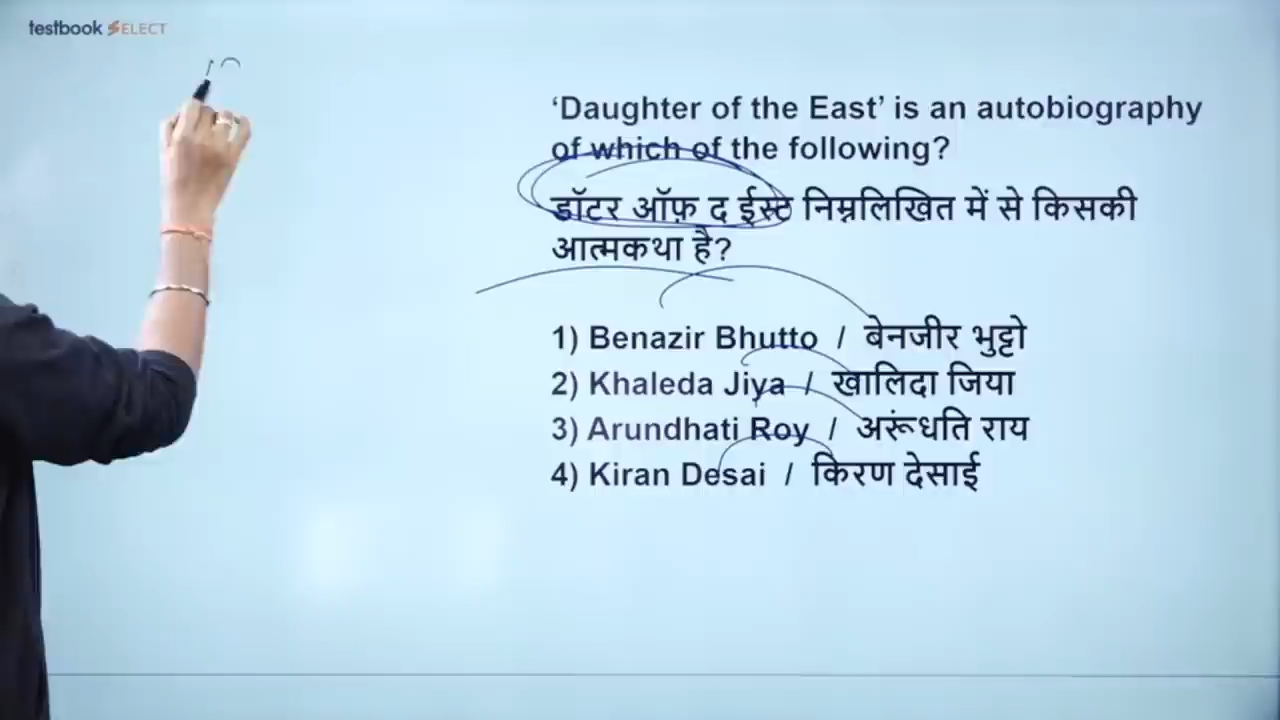 testbook SELECT
‘Daughter of the East’ is an autobiography
of which of the following?
डॉटर ऑफ़ द ईस्ट निम्नलिखित में से किसकी
आत्मकथा है?
1) Benazir Bhutto / बेनजीर भुट्टो
2) Khaleda Jiya / खालिदा जिया
3) Arundhati Roy / अरूंधति राय
4) Kiran Desai / किरण देसाई